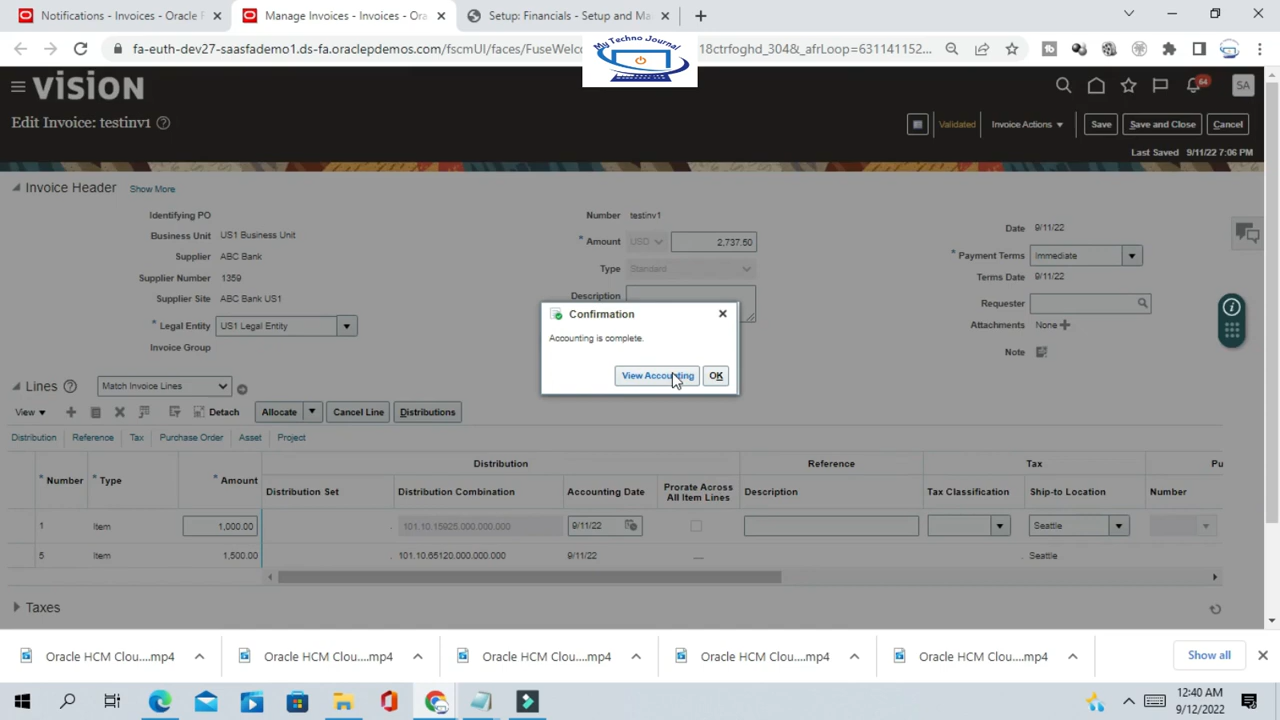 Notifications - Invoices - Oracle F
Manage Invoices - Invoices - Ora
Setup: Financials - Setup and Ma
fa-euth-dev27-saasfademo1.ds-fa.oraclepdemos.com/fscmUI/faces/FuseWelc
18ctrfoghd_304&_afrLoop=631141152...
My Techno Journal
vision
64
SA
Edit Invoice: testinv1
Validated
Invoice Actions
Save
Save and Close
Cancel
Last Saved 9/11/22 7:06 PM
Invoice Header Show More
Identifying PO
Business Unit US1 Business Unit
Supplier ABC Bank
Supplier Number 1359
Supplier Site ABC Bank US1
* Legal Entity US1 Legal Entity
Invoice Group
Number testinv1
* Amount USD 2,737.50
Type Standard
Description
Date 9/11/22
* Payment Terms Immediate
Terms Date 9/11/22
Requester
Attachments None
Note
Confirmation
Accounting is complete.
View Accounting
OK
Lines
Match Invoice Lines
View
Detach
Allocate
Cancel Line
Distributions
Distribution Reference Tax Purchase Order Asset Project
Distribution Reference Tax Pu
* Number * Type * Amount Distribution Set Distribution Combination Accounting Date Prorate Across All Item Lines Description Tax Classification Ship-to Location Number
1 Item 1,000.00 101.10.15925.000.000.000 9/11/22 Seattle
5 Item 1,500.00 101.10.65120.000.000.000 9/11/22 Seattle
Taxes
Oracle HCM Clou....mp4
Oracle HCM Clou....mp4
Oracle HCM Clou....mp4
Oracle HCM Clou....mp4
Oracle HCM Clou....mp4
Show all
12:40 AM
9/12/2022